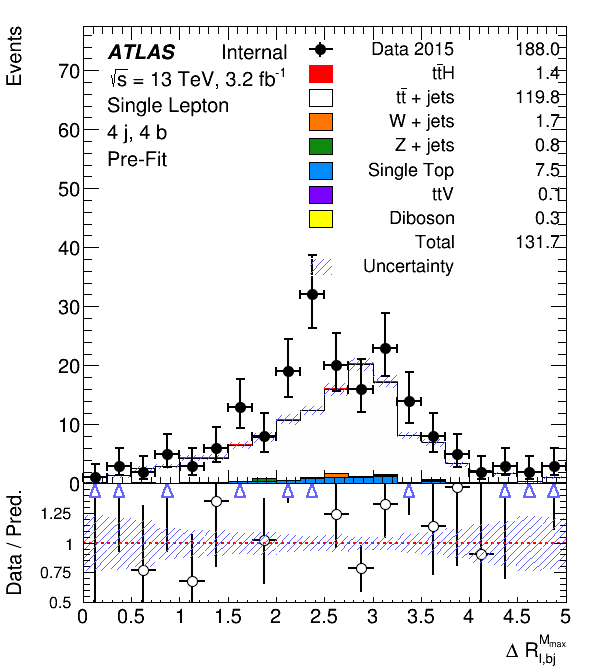 Events
ATLAS Internal
√s = 13 TeV, 3.2 fb⁻¹
Single Lepton
4 j, 4 b
Pre-Fit
Data 2015 188.0
tt̄H 1.4
tt̄ + jets 119.8
W + jets 1.7
Z + jets 0.8
Single Top 7.5
ttV 0.1
Diboson 0.3
Total 131.7
Uncertainty
70
60
50
40
30
20
10
0
Data / Pred.
1.25
1
0.75
0.5
0 0.5 1 1.5 2 2.5 3 3.5 4 4.5 5
Δ R_{l,bj}^{M_{max}}